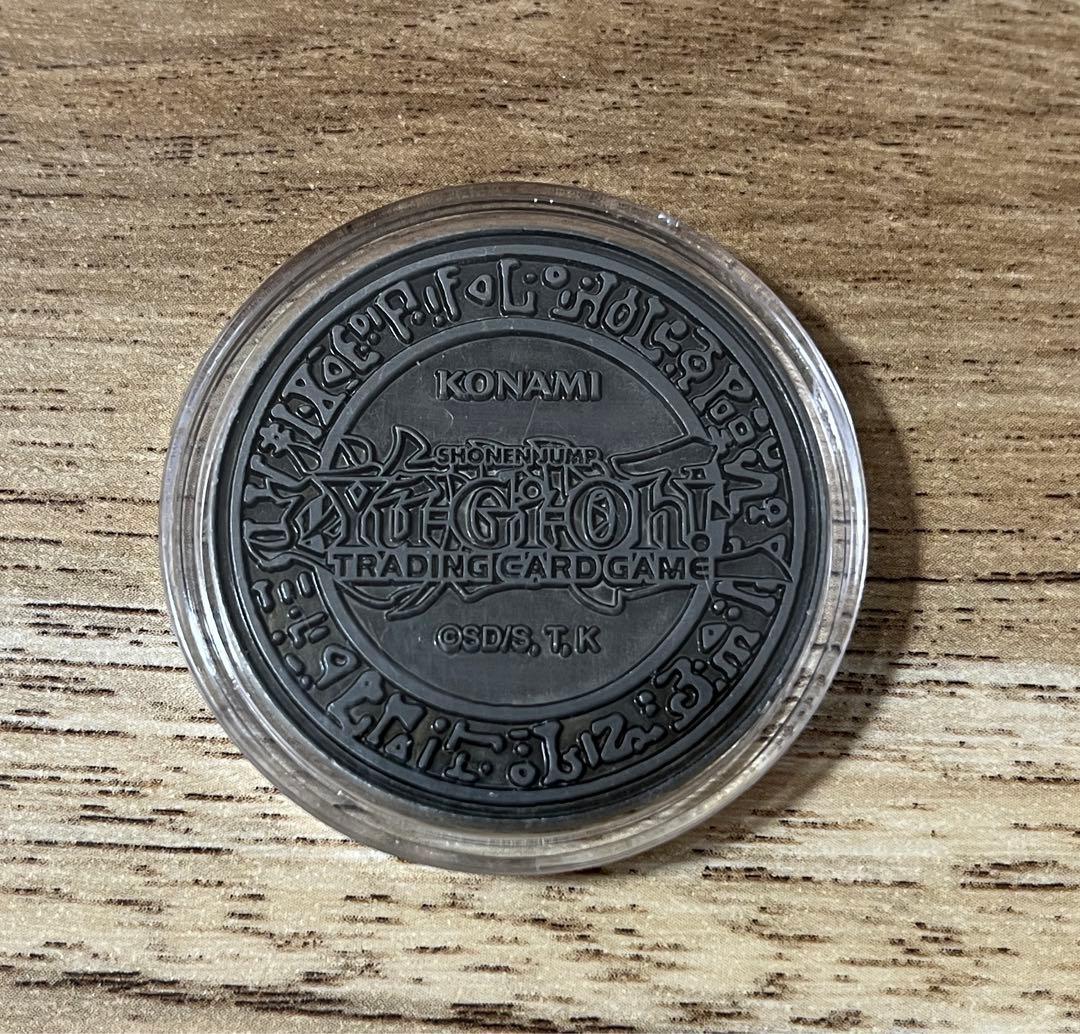 KONAMI
SHONEN JUMP
Yu-Gi-Oh!
TRADING CARD GAME
©SD/S, T, K